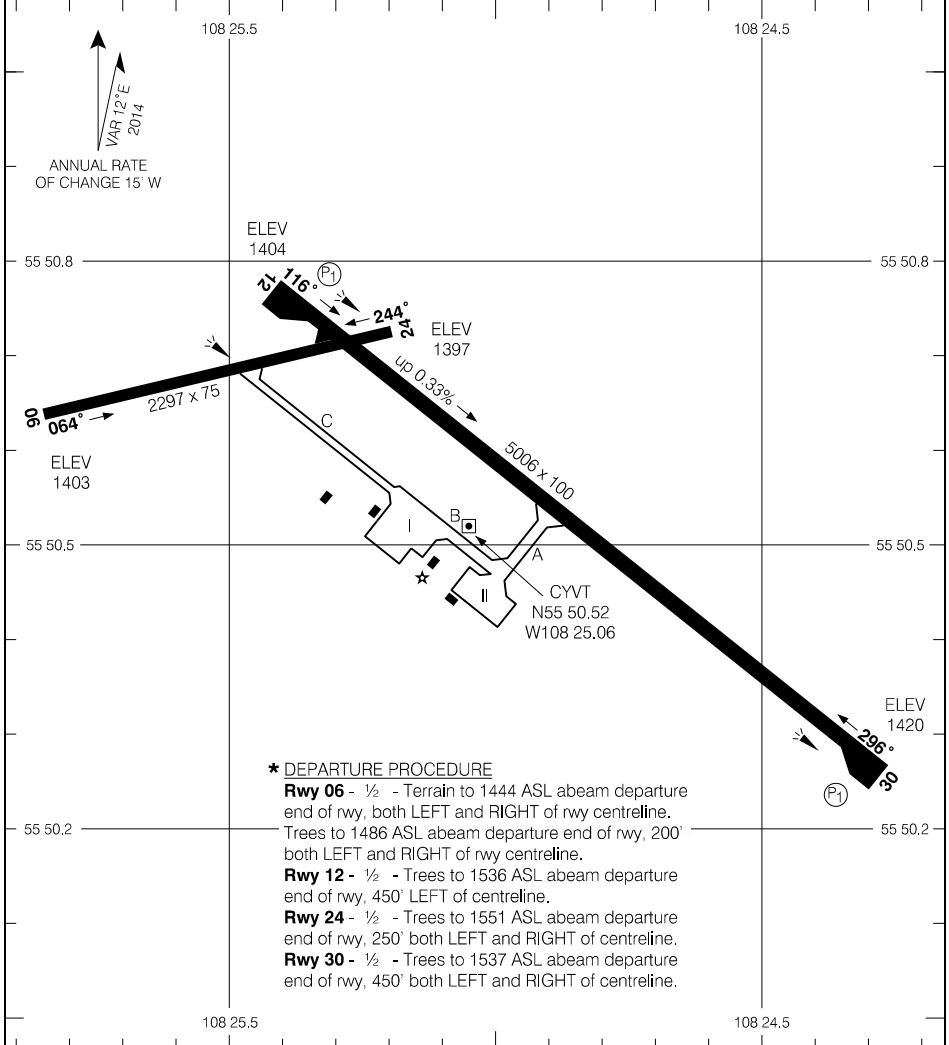 108 25.5
108 24.5
VAR 12°E
2014
ANNUAL RATE
OF CHANGE 15' W
ELEV
1404
55 50.8
55 50.8
P1
12
116°
244°
24
ELEV
1397
up 0.33%
2297 x 75
06
064°
ELEV
1403
C
5006 x 100
B
I
A
55 50.5
55 50.5
II
CYVT
N55 50.52
W108 25.06
ELEV
1420
296°
30
P1
* DEPARTURE PROCEDURE
Rwy 06 - ½ - Terrain to 1444 ASL abeam departure
end of rwy, both LEFT and RIGHT of rwy centreline.
Trees to 1486 ASL abeam departure end of rwy, 200'
both LEFT and RIGHT of rwy centreline.
55 50.2
55 50.2
Rwy 12 - ½ - Trees to 1536 ASL abeam departure
end of rwy, 450' LEFT of centreline.
Rwy 24 - ½ - Trees to 1551 ASL abeam departure
end of rwy, 250' both LEFT and RIGHT of centreline.
Rwy 30 - ½ - Trees to 1537 ASL abeam departure
end of rwy, 450' both LEFT and RIGHT of centreline.
108 25.5
108 24.5